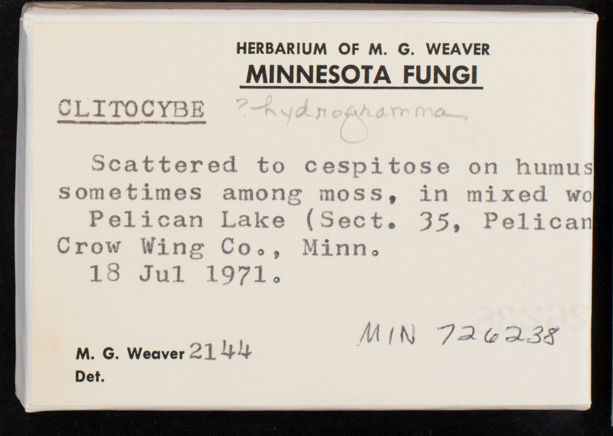 HERBARIUM OF M. G. WEAVER
MINNESOTA FUNGI
CLITOCYBE ? hydrogramma
Scattered to cespitose on humus
sometimes among moss, in mixed wo
Pelican Lake (Sect. 35, Pelican
Crow Wing Co., Minn.
18 Jul 1971.
MIN 726238
M. G. Weaver 2144
Det.